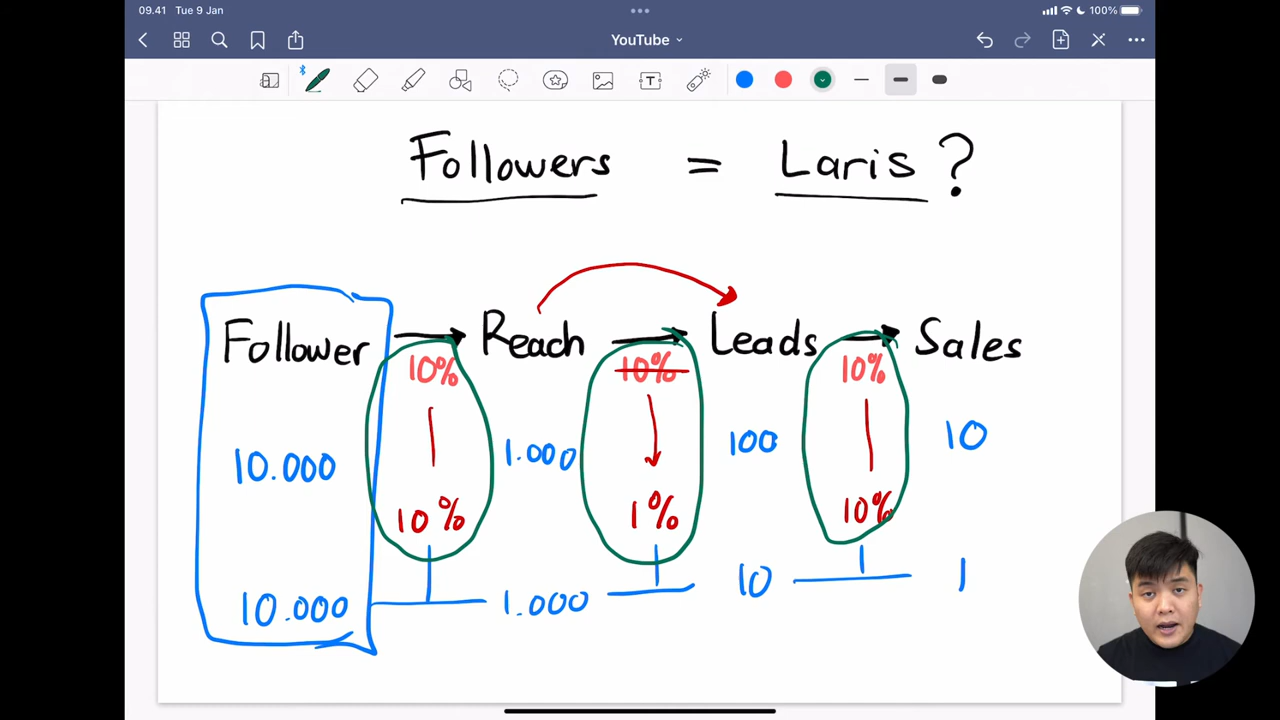 09.41 Tue 9 Jan
100%
YouTube
Followers = Laris?
Follower → Reach → Leads → Sales
10% 10% 10%
10.000 1.000 100 10
10% 1% 10%
10.000 1.000 10 1